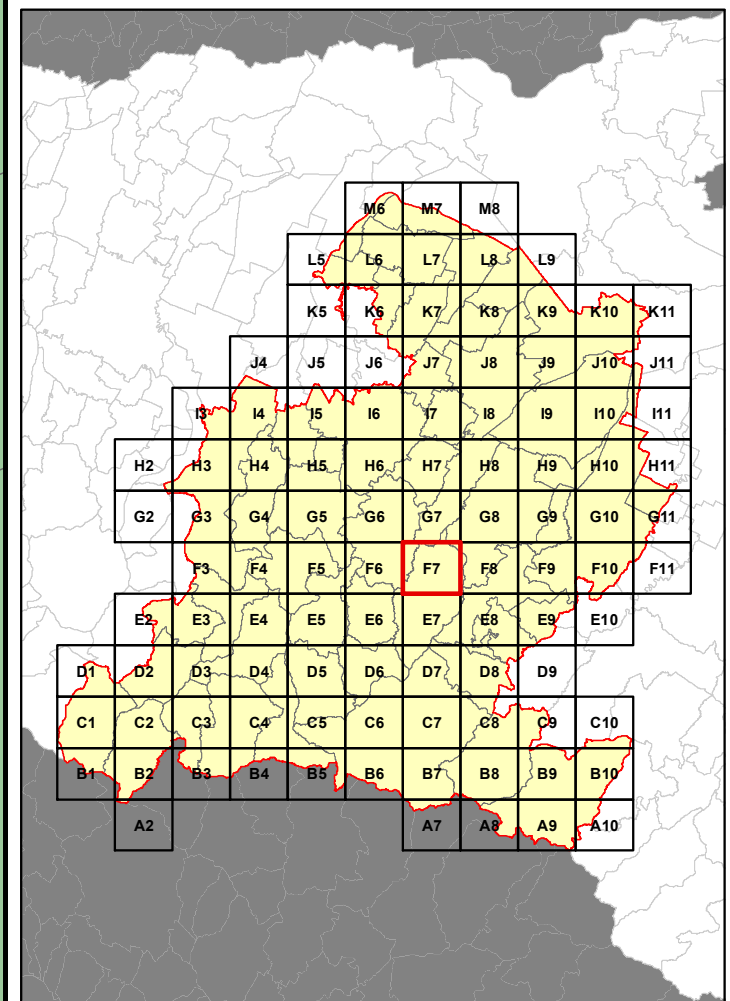 M6 M7 M8
L5 L6 L7 L8 L9
K5 K6 K7 K8 K9 K10 K11
J4 J5 J6 J7 J8 J9 J10 J11
I3 I4 I5 I6 I7 I8 I9 I10 I11
H2 H3 H4 H5 H6 H7 H8 H9 H10 H11
G2 G3 G4 G5 G6 G7 G8 G9 G10 G11
F3 F4 F5 F6 F7 F8 F9 F10 F11
E2 E3 E4 E5 E6 E7 E8 E9 E10
D1 D2 D3 D4 D5 D6 D7 D8 D9
C1 C2 C3 C4 C5 C6 C7 C8 C9 C10
B1 B2 B3 B4 B5 B6 B7 B8 B9 B10
A2 A7 A8 A9 A10